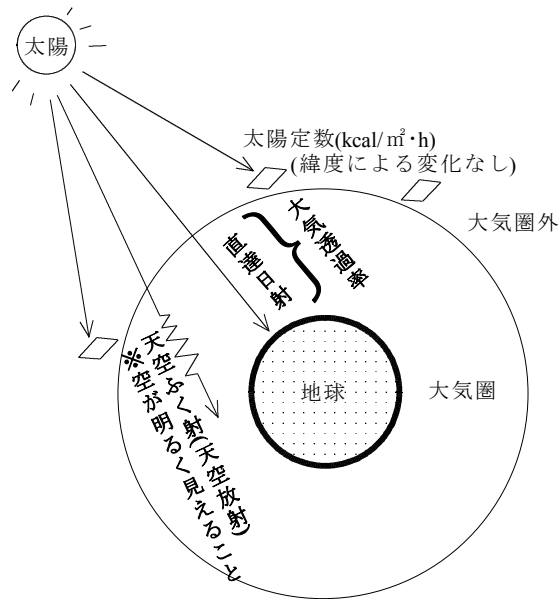 太陽
太陽定数(kcal/㎡･h)
(緯度による変化なし)
大気圏外
大気透過率
直達日射
天空ふく射(天空放射)
※空が明るく見えること
地球
大気圏